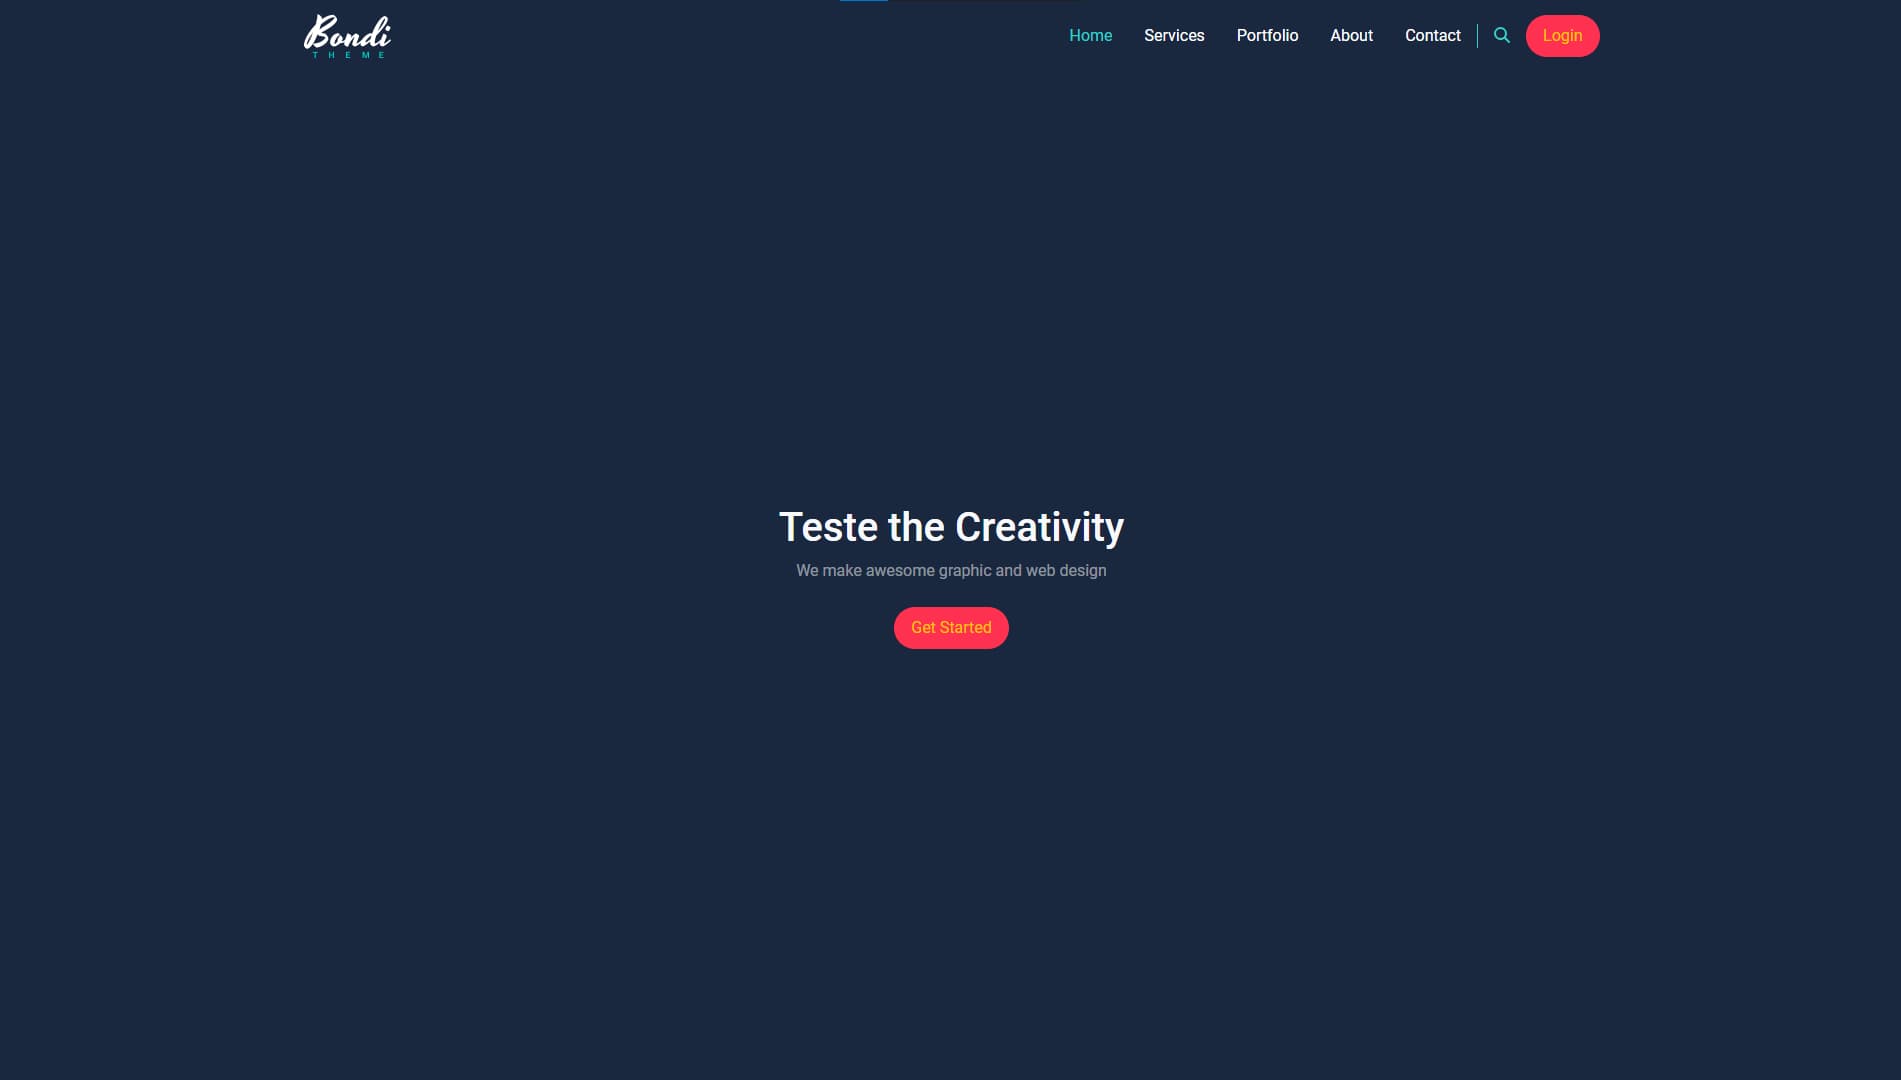 Bondi
THEME
Home Services Portfolio About Contact Login
Teste the Creativity
We make awesome graphic and web design
Get Started